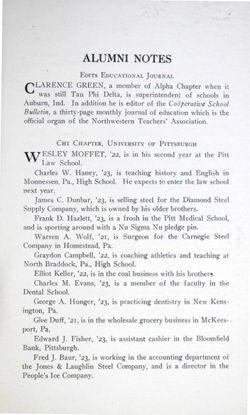 ALUMNI NOTES
Edits Educational Journal
CLARENCE GREEN, a member of Alpha Chapter when it
was still Tau Phi Delta, is superintendent of schools in
Auburn, Ind. In addition he is editor of the Coöperative School
Bulletin, a thirty-page monthly journal of education which is the
official organ of the Northwestern Teachers' Association.
Chi Chapter, University of Pittsburgh
WESLEY MOFFET, '22, is in his second year at the Pitt
Law School.
Charles W. Haney, '23, is teaching history and English in
Monnessen, Pa., High School. He expects to enter the law school
next year.
James C. Dunbar, '23, is selling steel for the Diamond Steel
Supply Company, which is owned by his older brothers.
Frank D. Hazlett, '23, is a frosh in the Pitt Medical School,
and is sporting around with a Nu Sigma Nu pledge pin.
Warren A. Wolf, '21, is Surgeon for the Carnegie Steel
Company in Homestead, Pa.
Graydon Campbell, '22, is coaching athletics and teaching at
North Braddock, Pa., High School.
Elliot Keller, '22, is in the coal business with his brothers.
Charles M. Evans, '23, is a member of the faculty in the
Dental School.
George A. Hunger, '23, is practicing dentistry in New Kens-
ington, Pa.
Glee Duff, '21, is in the wholesale grocery business in McKees-
port, Pa.
Edward J. Fisher, '23, is assistant cashier in the Bloomfield
Bank, Pittsburgh.
Fred J. Baur, '23, is working in the accounting department of
the Jones & Laughlin Steel Company, and is a director in the
People's Ice Company.